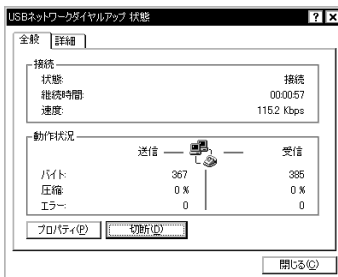 USBネットワークダイヤルアップ 状態
全般 詳細
接続
状態: 接続
継続時間: 00:00:57
速度: 115.2 Kbps
動作状況
送信 受信
バイト: 367 385
圧縮: 0 % 0 %
エラー: 0 0
プロパティ(P) 切断(D)
閉じる(C)